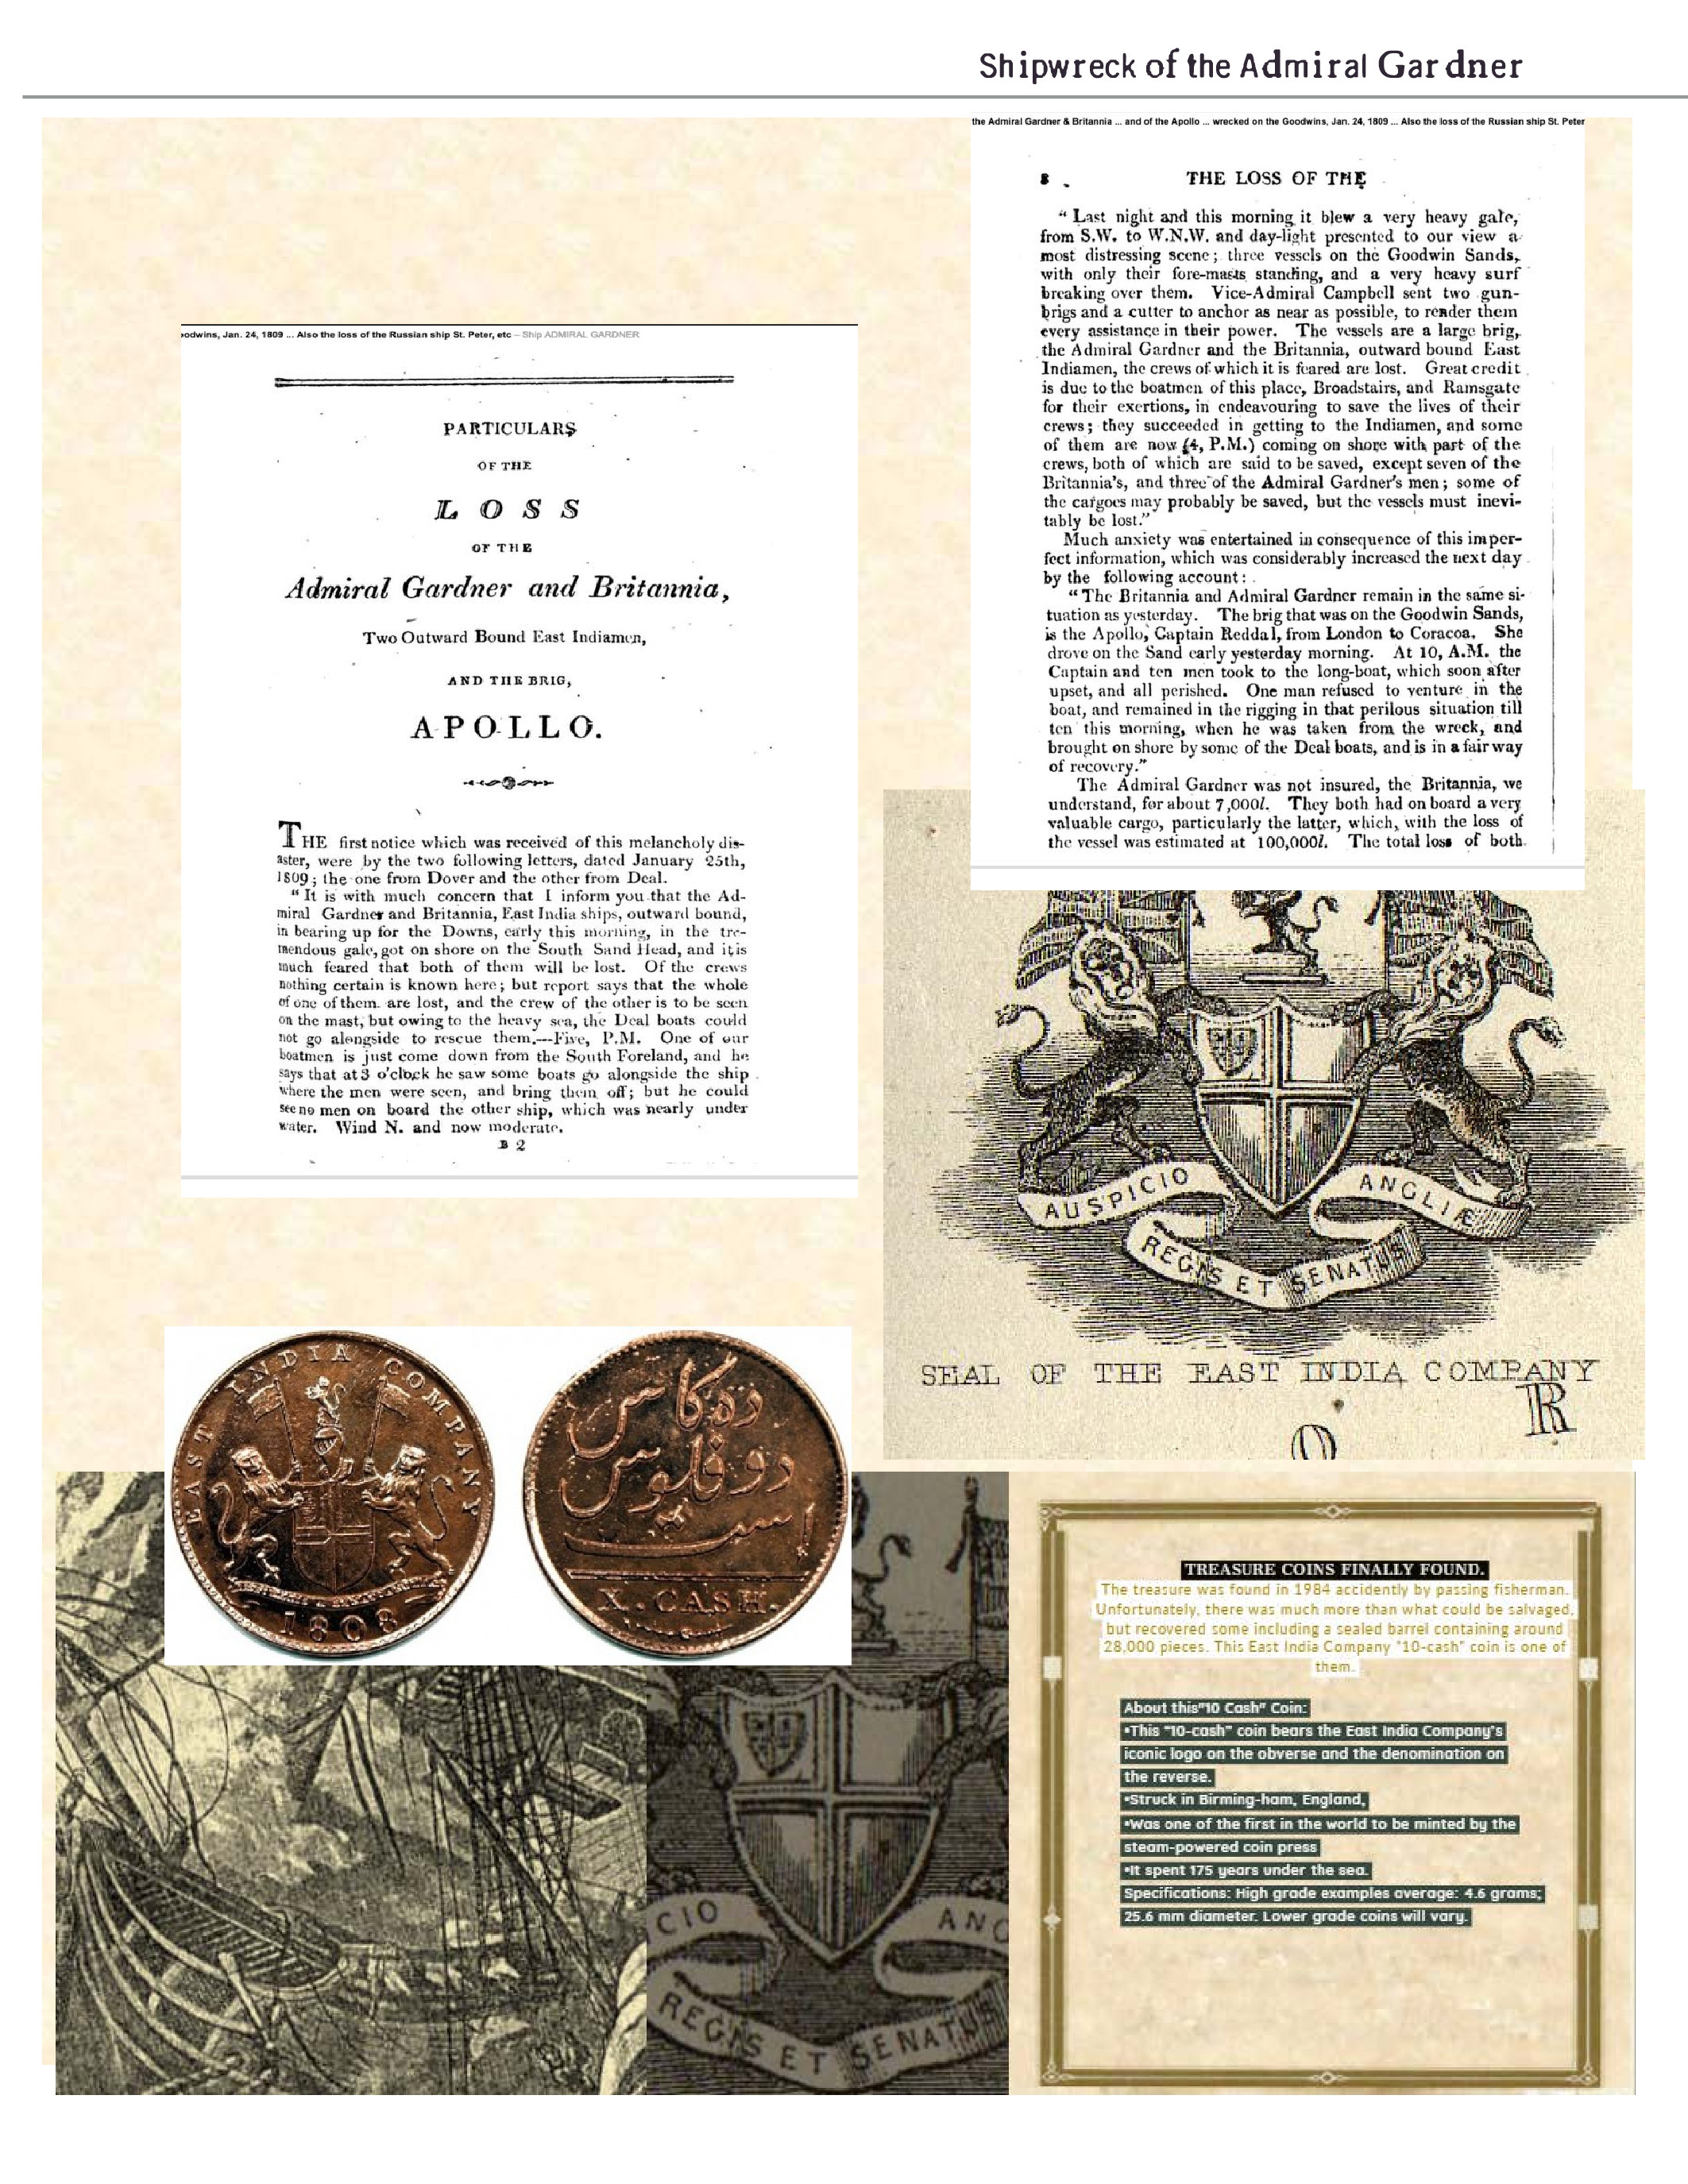 Shipwreck of the Admiral Gardner
the Admiral Gardner & Britannia ... and of the Apollo ... wrecked on the Goodwins, Jan. 24, 1809 ... Also the loss of the Russian ship St. Peter
8
THE LOSS OF THE
“ Last night and this morning it blew a very heavy gale,
from S.W. to W.N.W. and day-light presented to our view a
most distressing scene; three vessels on the Goodwin Sands,
with only their fore-masts standing, and a very heavy surf
breaking over them. Vice-Admiral Campbell sent two gun-
brigs and a cutter to anchor as near as possible, to render them
every assistance in their power. The vessels are a large brig,
the Admiral Gardner and the Britannia, outward bound East
Indiamen, the crews of which it is feared are lost. Great credit
is due to the boatmen of this place, Broadstairs, and Ramsgate
for their exertions, in endeavouring to save the lives of their
crews; they succeeded in getting to the Indiamen, and some
of them are now (4, P.M.) coming on shore with part of the
crews, both of which are said to be saved, except seven of the
Britannia's, and three of the Admiral Gardner's men; some of
the cargoes may probably be saved, but the vessels must inevi-
tably be lost.”
Much anxiety was entertained in consequence of this imper-
fect information, which was considerably increased the next day
by the following account:
“ The Britannia and Admiral Gardner remain in the same si-
tuation as yesterday. The brig that was on the Goodwin Sands,
is the Apollo, Captain Reddal, from London to Coracoa. She
drove on the Sand early yesterday morning. At 10, A.M. the
Captain and ten men took to the long-boat, which soon after
upset, and all perished. One man refused to venture in the
boat, and remained in the rigging in that perilous situation till
ten this morning, when he was taken from the wreck, and
brought on shore by some of the Deal boats, and is in a fair way
of recovery.”
The Admiral Gardner was not insured, the Britannia, we
understand, for about 7,000l. They both had on board a very
valuable cargo, particularly the latter, which, with the loss of
the vessel was estimated at 100,000l. The total loss of both
odwins, Jan. 24, 1809 ... Also the loss of the Russian ship St. Peter, etc – Ship ADMIRAL GARDNER
PARTICULARS
OF THE
LOSS
OF THE
Admiral Gardner and Britannia,
Two Outward Bound East Indiamen,
AND THE BRIG,
APOLLO.
THE first notice which was received of this melancholy dis-
aster, were by the two following letters, dated January 25th,
1809; the one from Dover and the other from Deal.
“ It is with much concern that I inform you that the Ad-
miral Gardner and Britannia, East India ships, outward bound,
in bearing up for the Downs, early this morning, in the tre-
mendous gale, got on shore on the South Sand Head, and it is
much feared that both of them will be lost. Of the crews
nothing certain is known here; but report says that the whole
of one of them are lost, and the crew of the other is to be seen
on the mast, but owing to the heavy sea, the Deal boats could
not go alongside to rescue them.---Five, P.M. One of our
boatmen is just come down from the South Foreland, and he
says that at 3 o'clock he saw some boats go alongside the ship
where the men were seen, and bring them off; but he could
see no men on board the other ship, which was nearly under
water. Wind N. and now moderate.
B 2
AUSPICIO
ANGLIÆ
REGIS ET SENATUS
SEAL OF THE EAST INDIA COMPANY
R
O
EAST INDIA COMPANY
1808
ده كاس
دو فلوس
است
X. CASH.
CIO
ANG
REGIS ET SENATUS
TREASURE COINS FINALLY FOUND.
The treasure was found in 1984 accidently by passing fisherman.
Unfortunately, there was much more than what could be salvaged,
but recovered some including a sealed barrel containing around
28,000 pieces. This East India Company "10-cash" coin is one of
them.
About this"10 Cash" Coin:
•This "10-cash" coin bears the East India Company's
iconic logo on the obverse and the denomination on
the reverse.
•Struck in Birming-ham, England,
•Was one of the first in the world to be minted by the
steam-powered coin press
•It spent 175 years under the sea.
Specifications: High grade examples average: 4.6 grams;
25.6 mm diameter. Lower grade coins will vary.